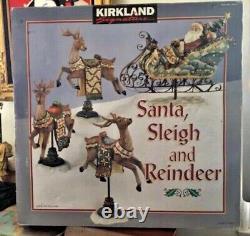 KIRKLAND
Signature
Santa,
Sleigh
and
Reindeer